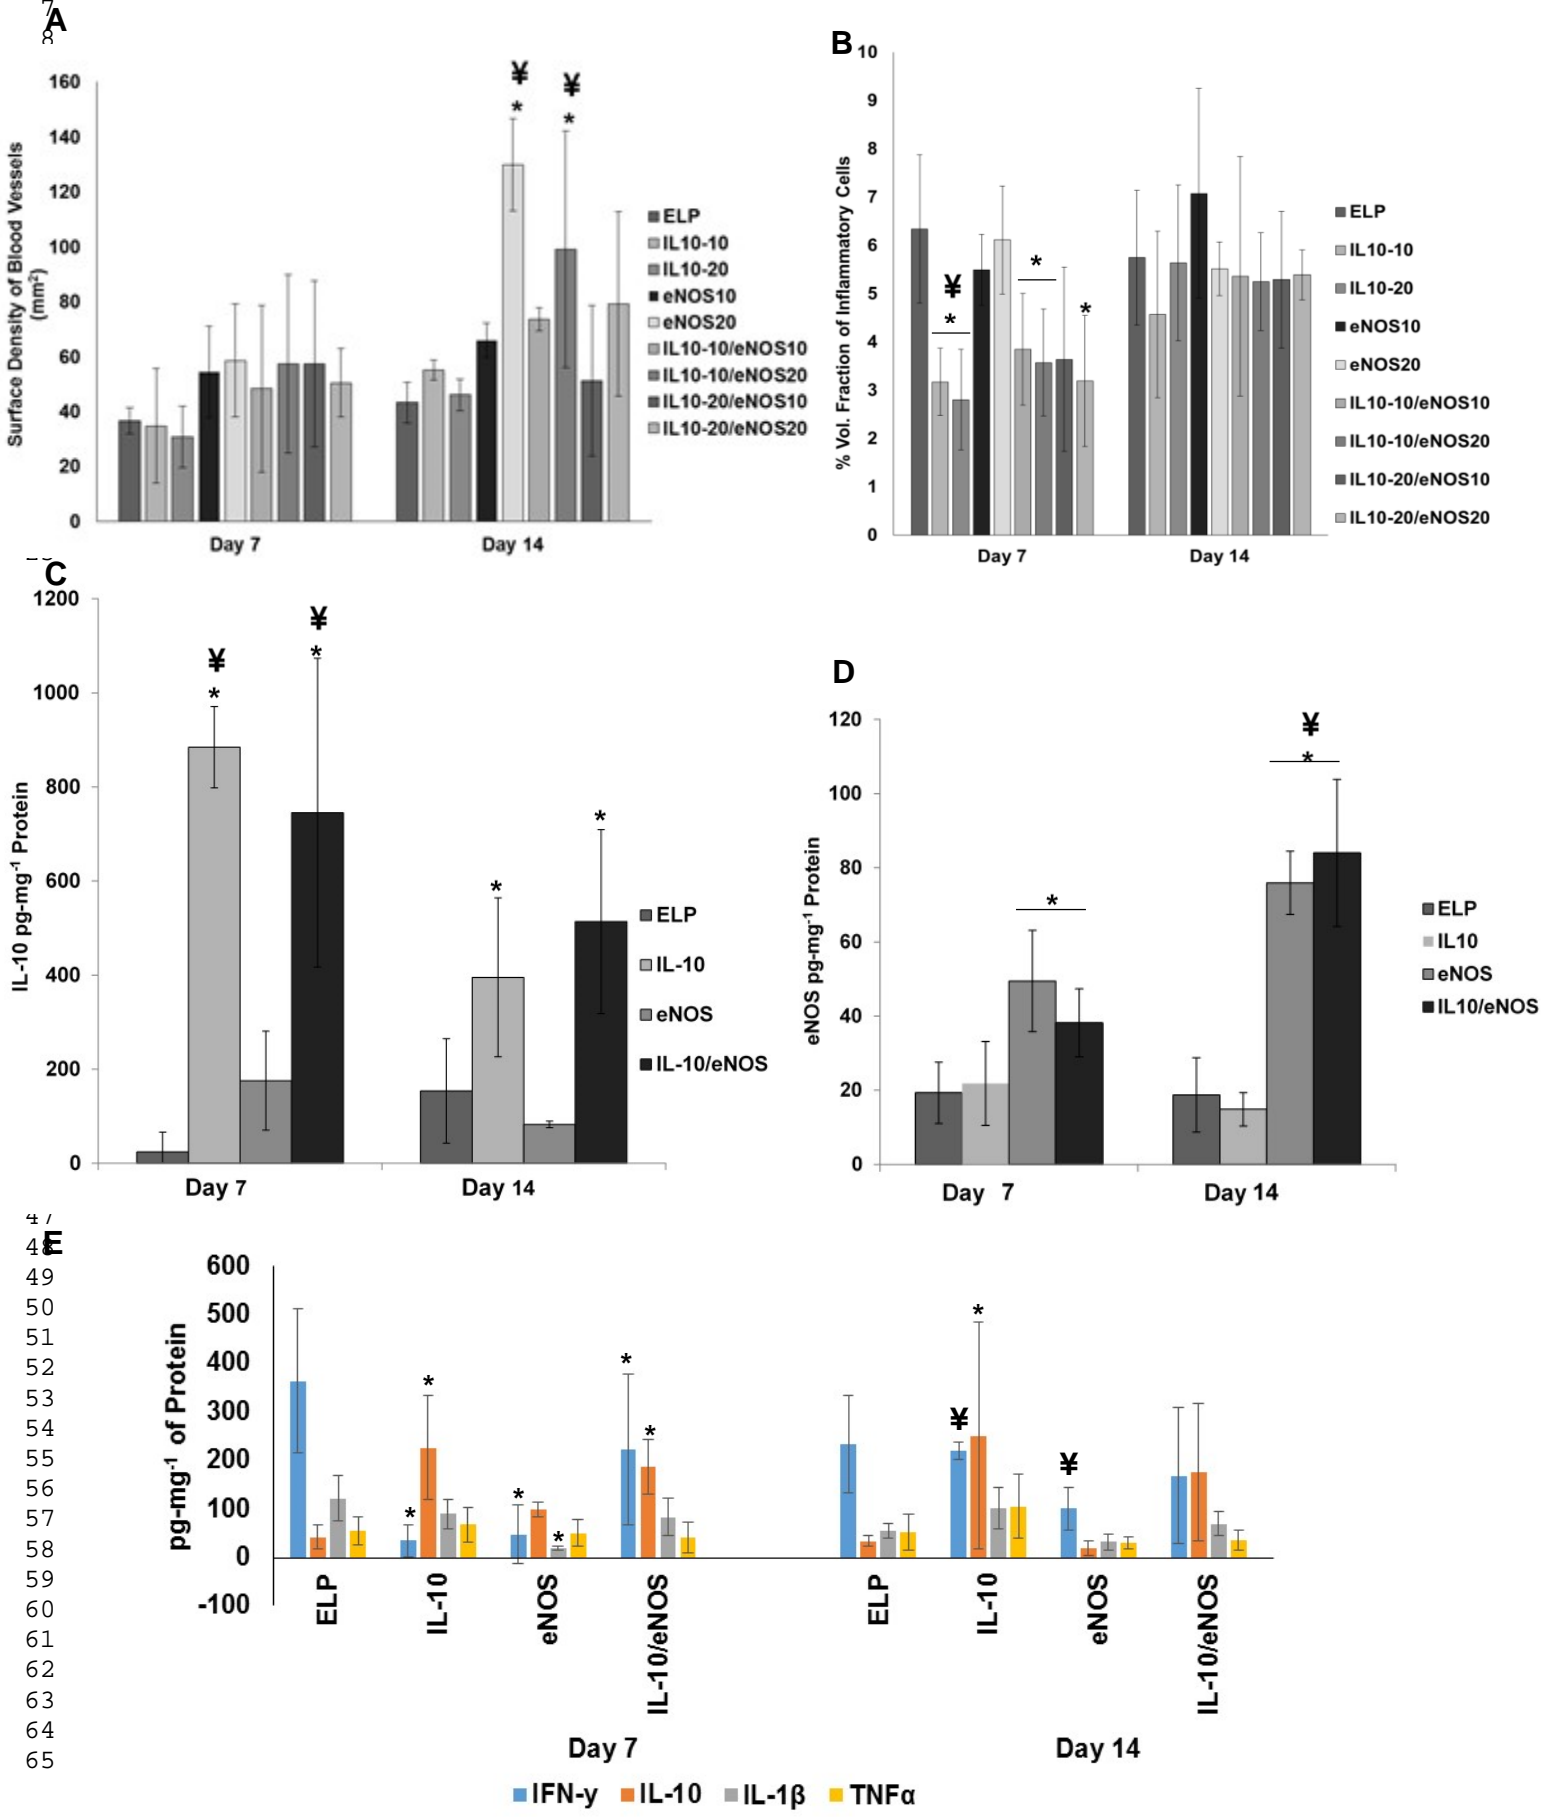 7
8
A
Surface Density of Blood Vessels
(mm²)
160
140
120
100
80
60
40
20
0
¥
*
¥
*
Day 7
Day 14
ELP
IL10-10
IL10-20
eNOS10
eNOS20
IL10-10/eNOS10
IL10-10/eNOS20
IL10-20/eNOS10
IL10-20/eNOS20
B
% Vol. Fraction of Inflammatory Cells
10
9
8
7
6
5
4
3
2
1
0
¥
*
*
*
Day 7
Day 14
ELP
IL10-10
IL10-20
eNOS10
eNOS20
IL10-10/eNOS10
IL10-10/eNOS20
IL10-20/eNOS10
IL10-20/eNOS20
C
IL-10 pg-mg⁻¹ Protein
1200
1000
800
600
400
200
0
¥
*
¥
*
*
*
Day 7
Day 14
ELP
IL-10
eNOS
IL-10/eNOS
D
eNOS pg-mg⁻¹ Protein
120
100
80
60
40
20
0
*
¥
*
Day 7
Day 14
ELP
IL10
eNOS
IL10/eNOS
47
48
E
49
50
51
52
53
54
55
56
57
58
59
60
61
62
63
64
65
pg-mg⁻¹ of Protein
600
500
400
300
200
100
0
-100
*
*
*
*
*
*
¥
*
¥
ELP
IL-10
eNOS
IL-10/eNOS
ELP
IL-10
eNOS
IL-10/eNOS
Day 7
Day 14
IFN-y
IL-10
IL-1β
TNFα